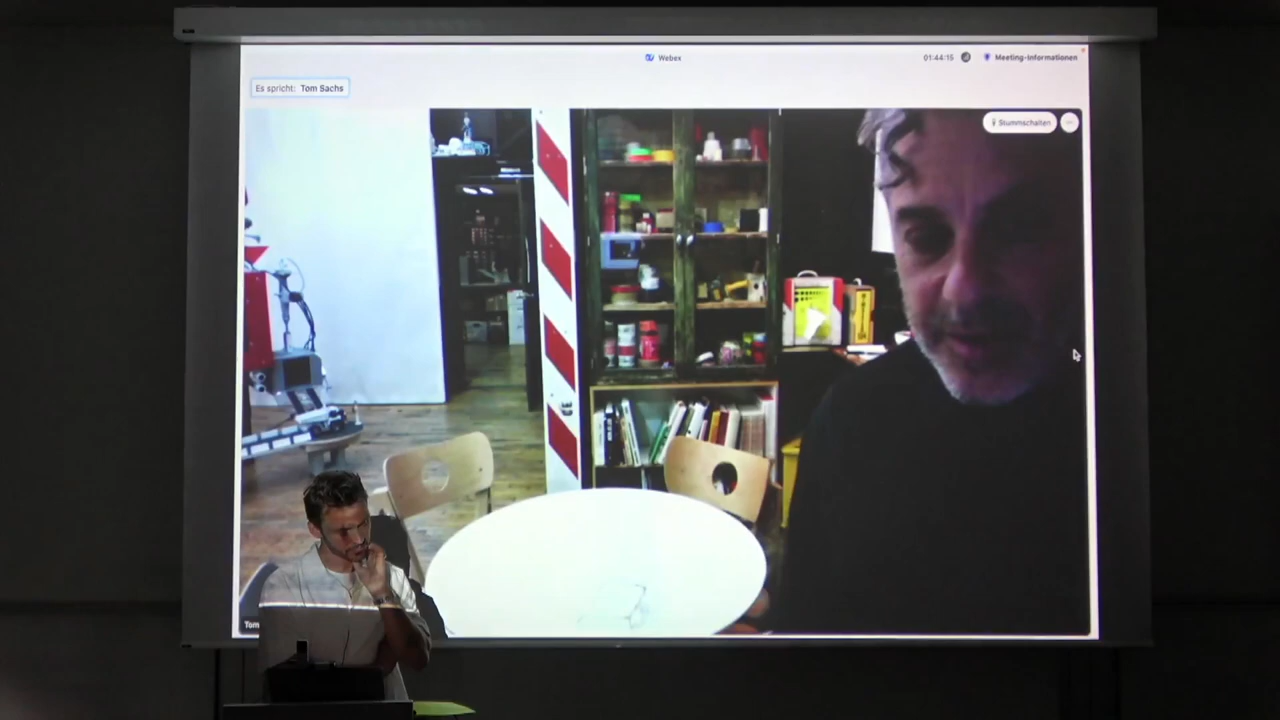 Webex
01:44:15
Meeting-Informationen
Es spricht: Tom Sachs
Stummschalten
Tom